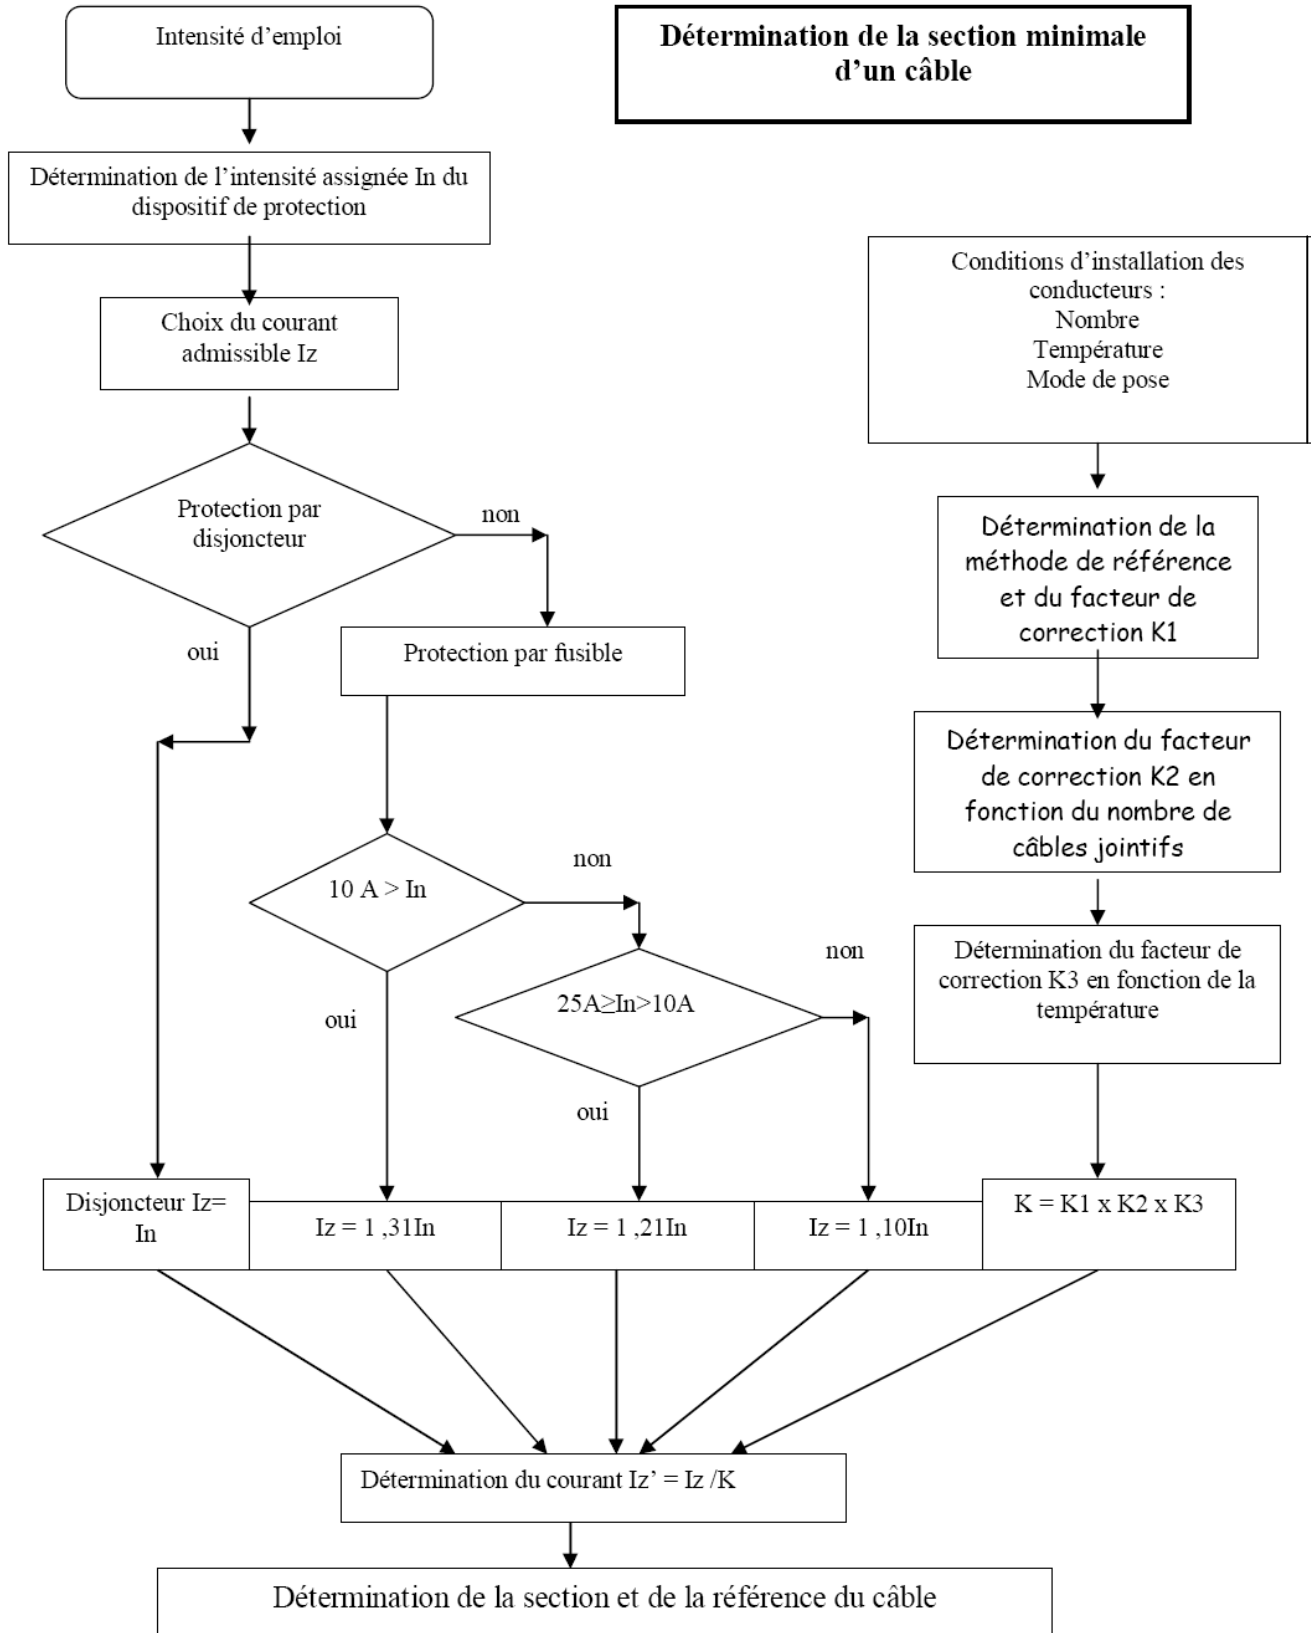 Intensité d’emploi
Détermination de la section minimale
d’un câble
Détermination de l’intensité assignée In du
dispositif de protection
Choix du courant
admissible Iz
Conditions d’installation des
conducteurs :
Nombre
Température
Mode de pose
Protection par
disjoncteur
non
oui
Protection par fusible
Détermination de la
méthode de référence
et du facteur de
correction K1
Détermination du facteur
de correction K2 en
fonction du nombre de
câbles jointifs
10 A > In
non
oui
25A≥In>10A
non
oui
Détermination du facteur de
correction K3 en fonction de la
température
Disjoncteur Iz=
In
Iz = 1 ,31In
Iz = 1 ,21In
Iz = 1 ,10In
K = K1 x K2 x K3
Détermination du courant Iz’ = Iz /K
Détermination de la section et de la référence du câble